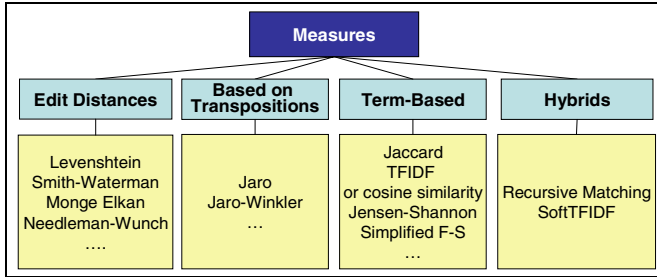 Measures
Edit Distances
Based on
Transpositions
Term-Based
Hybrids
Levenshtein
Smith-Waterman
Monge Elkan
Needleman-Wunch
….
Jaro
Jaro-Winkler
…
Jaccard
TFIDF
or cosine similarity
Jensen-Shannon
Simplified F-S
…
Recursive Matching
SoftTFIDF